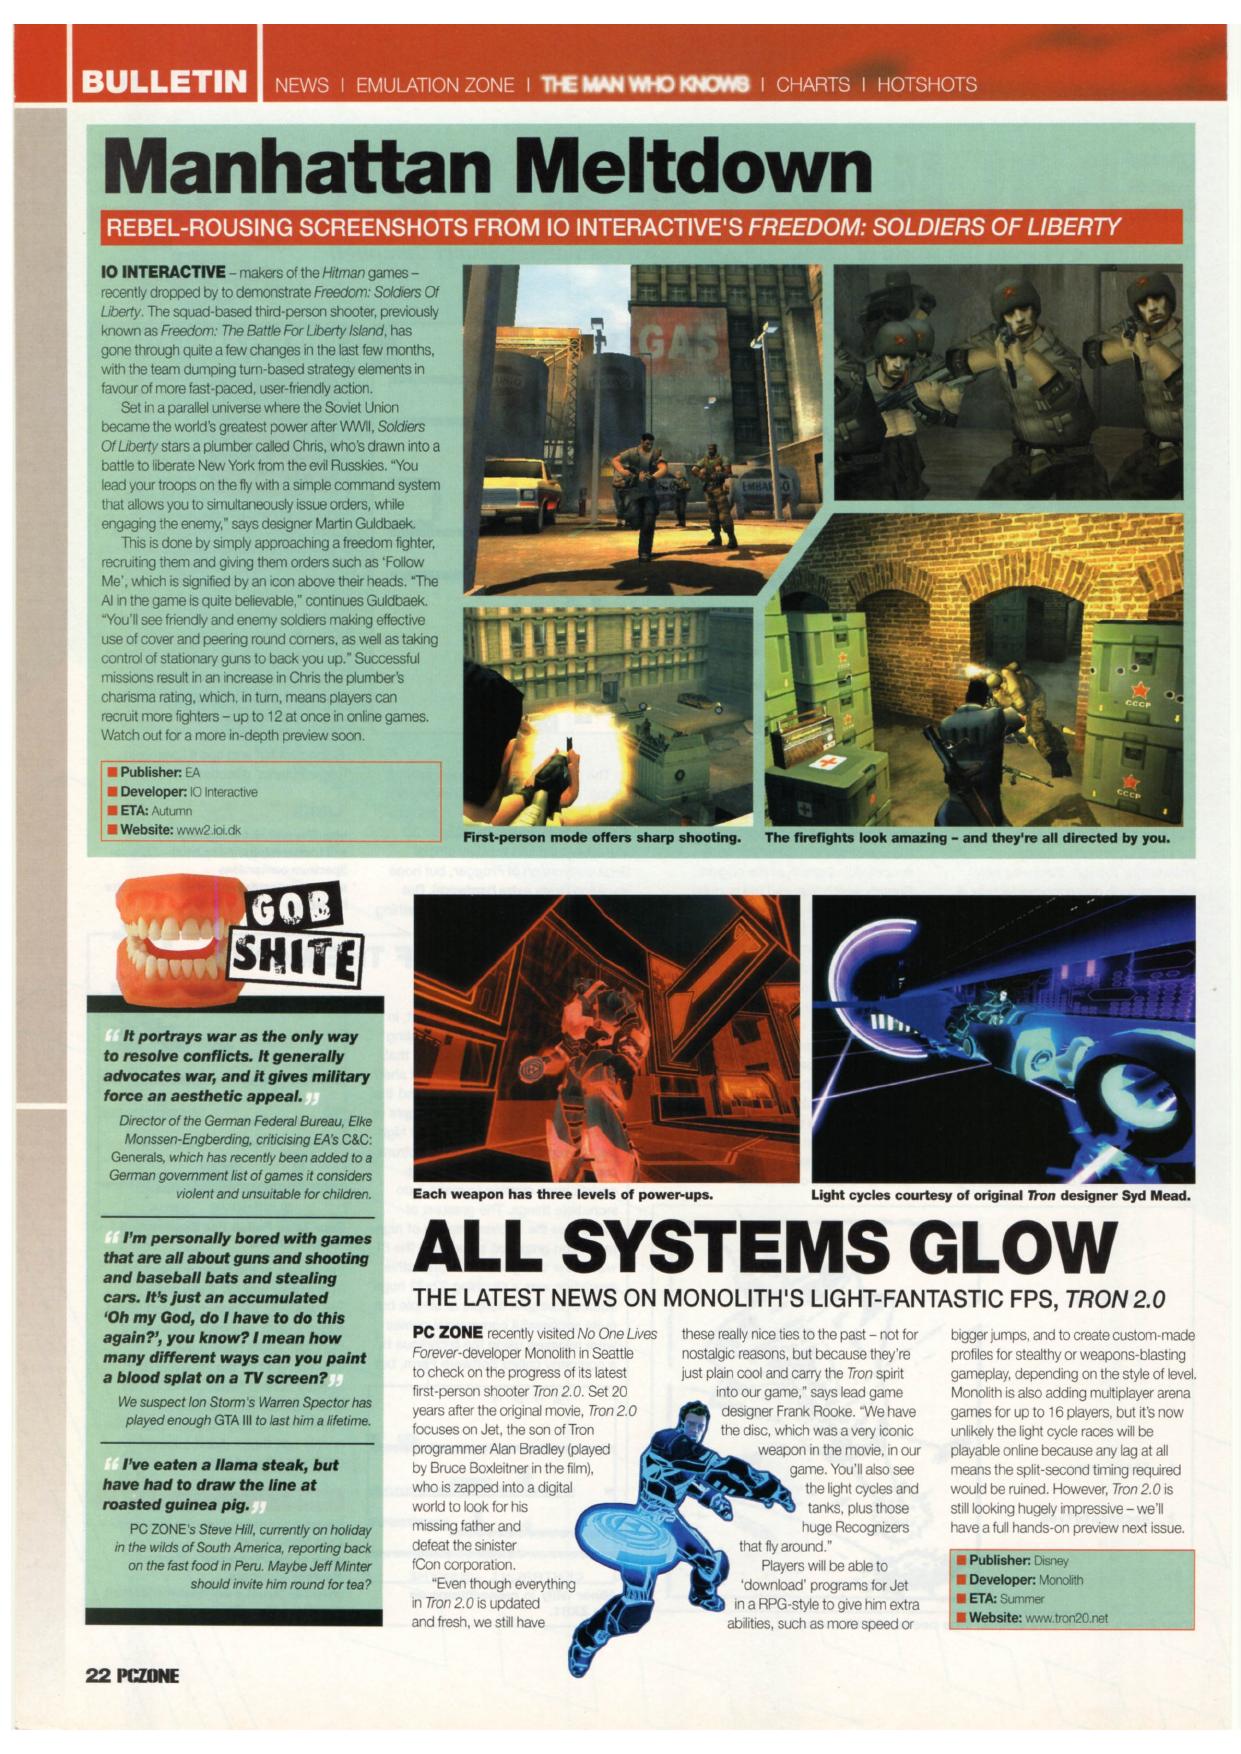 BULLETIN
NEWS | EMULATION ZONE | THE MAN WHO KNOWS | CHARTS | HOTSHOTS
Manhattan Meltdown
REBEL-ROUSING SCREENSHOTS FROM IO INTERACTIVE'S FREEDOM: SOLDIERS OF LIBERTY
IO INTERACTIVE – makers of the Hitman games –
recently dropped by to demonstrate Freedom: Soldiers Of
Liberty. The squad-based third-person shooter, previously
known as Freedom: The Battle For Liberty Island, has
gone through quite a few changes in the last few months,
with the team dumping turn-based strategy elements in
favour of more fast-paced, user-friendly action.
Set in a parallel universe where the Soviet Union
became the world's greatest power after WWII, Soldiers
Of Liberty stars a plumber called Chris, who's drawn into a
battle to liberate New York from the evil Russkies. “You
lead your troops on the fly with a simple command system
that allows you to simultaneously issue orders, while
engaging the enemy,” says designer Martin Guldbaek.
This is done by simply approaching a freedom fighter,
recruiting them and giving them orders such as ‘Follow
Me’, which is signified by an icon above their heads. “The
AI in the game is quite believable,” continues Guldbaek.
“You'll see friendly and enemy soldiers making effective
use of cover and peering round corners, as well as taking
control of stationary guns to back you up.” Successful
missions result in an increase in Chris the plumber's
charisma rating, which, in turn, means players can
recruit more fighters – up to 12 at once in online games.
Watch out for a more in-depth preview soon.
Publisher: EA
Developer: IO Interactive
ETA: Autumn
Website: www2.ioi.dk
GAS
CCCP
CCCP
CCCP
First-person mode offers sharp shooting.
The firefights look amazing – and they're all directed by you.
GOB
SHITE
“It portrays war as the only way
to resolve conflicts. It generally
advocates war, and it gives military
force an aesthetic appeal.”
Director of the German Federal Bureau, Elke
Monssen-Engberding, criticising EA's C&C:
Generals, which has recently been added to a
German government list of games it considers
violent and unsuitable for children.
“I'm personally bored with games
that are all about guns and shooting
and baseball bats and stealing
cars. It's just an accumulated
‘Oh my God, do I have to do this
again?’, you know? I mean how
many different ways can you paint
a blood splat on a TV screen?”
We suspect Ion Storm's Warren Spector has
played enough GTA III to last him a lifetime.
“I've eaten a llama steak, but
have had to draw the line at
roasted guinea pig.”
PC ZONE's Steve Hill, currently on holiday
in the wilds of South America, reporting back
on the fast food in Peru. Maybe Jeff Minter
should invite him round for tea?
Each weapon has three levels of power-ups.
Light cycles courtesy of original Tron designer Syd Mead.
ALL SYSTEMS GLOW
THE LATEST NEWS ON MONOLITH'S LIGHT-FANTASTIC FPS, TRON 2.0
PC ZONE recently visited No One Lives
Forever-developer Monolith in Seattle
to check on the progress of its latest
first-person shooter Tron 2.0. Set 20
years after the original movie, Tron 2.0
focuses on Jet, the son of Tron
programmer Alan Bradley (played
by Bruce Boxleitner in the film),
who is zapped into a digital
world to look for his
missing father and
defeat the sinister
fCon corporation.
“Even though everything
in Tron 2.0 is updated
and fresh, we still have
these really nice ties to the past – not for
nostalgic reasons, but because they're
just plain cool and carry the Tron spirit
into our game,” says lead game
designer Frank Rooke. “We have
the disc, which was a very iconic
weapon in the movie, in our
game. You'll also see
the light cycles and
tanks, plus those
huge Recognizers
that fly around.”
Players will be able to
‘download’ programs for Jet
in a RPG-style to give him extra
abilities, such as more speed or
bigger jumps, and to create custom-made
profiles for stealthy or weapons-blasting
gameplay, depending on the style of level.
Monolith is also adding multiplayer arena
games for up to 16 players, but it's now
unlikely the light cycle races will be
playable online because any lag at all
means the split-second timing required
would be ruined. However, Tron 2.0 is
still looking hugely impressive – we'll
have a full hands-on preview next issue.
Publisher: Disney
Developer: Monolith
ETA: Summer
Website: www.tron20.net
22 PCZONE